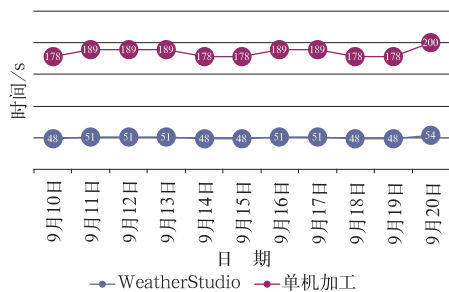 时间/s
178 189 189 189 178 178 189 189 178 178 200
48 51 51 51 48 48 51 51 48 48 54
9月10日 9月11日 9月12日 9月13日 9月14日 9月15日 9月16日 9月17日 9月18日 9月19日 9月20日
日 期
WeatherStudio 单机加工